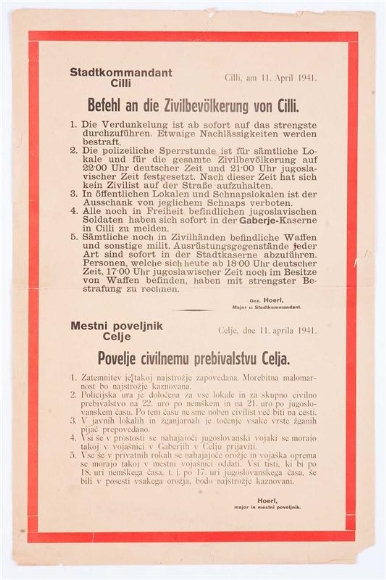 Stadtkommandant
Cilli
Cilli, am 11. April 1941.
Befehl an die Zivilbevölkerung von Cilli.
1. Die Verdunkelung ist ab sofort auf das strengste
durchzuführen. Etwaige Nachlässigkeiten werden
bestraft.
2. Die polizeiliche Sperrstunde ist für sämtliche Lo-
kale und für die gesamte Zivilbevölkerung auf
22:00 Uhr deutscher Zeit und 21:00 Uhr jugosla-
vischer Zeit festgesetzt. Nach dieser Zeit hat sich
kein Zivilist auf der Straße aufzuhalten.
3. In öffentlichen Lokalen und Schnapslokalen ist der
Ausschank von jeglichem Schnaps verboten.
4. Alle noch in Freiheit befindlichen jugoslavischen
Soldaten haben sich sofort in der Gaberje-Kaserne
in Cilli zu melden.
5. Sämtliche noch in Zivilhänden befindliche Waffen
und sonstige milit. Ausrüstungsgegenstände jeder
Art sind sofort in der Stadtkaserne abzuführen.
Personen, welche sich heute ab 18:00 Uhr deutscher
Zeit, 17:00 Uhr jugoslawischer Zeit noch im Besitze
von Waffen befinden, haben mit strengster Be-
strafung zu rechnen.
Gez. Hoerl,
Major u. Stadtkommandant.
Mestni poveljnik
Celje
Celje, dne 11. aprila 1941.
Povelje civilnemu prebivalstvu Celja.
1. Zatemnitev je takoj najstrožje zapovedana. Morebitna malomar-
nost bo najstrožje kaznovana.
2. Policijska ura je določena za vse lokale in za skupno civilno
prebivalstvo na 22. uro po nemškem in na 21. uro po jugoslo-
vanskem času. Po tem času ne sme noben civilist več biti na cesti.
3. V javnih lokalih in žganjarnah je točenje vsake vrste žganih
pijač prepovedano.
4. Vsi še v prostosti se nahajajoči jugoslovanski vojaki se morajo
takoj v vojašnici v Gaberjih v Celju prijaviti.
5. Vse še v privatnih rokah se nahajajoče orožje in vojaška oprema
se morajo takoj v mestni vojašnici oddati. Vsi tisti, ki bi po
18. uri nemškega časa, t. j. po 17. uri jugoslovanskega časa, še
bili v posesti vsakega orožja, bodo najstrožje kaznovani.
Hoerl,
major in mestni poveljnik.